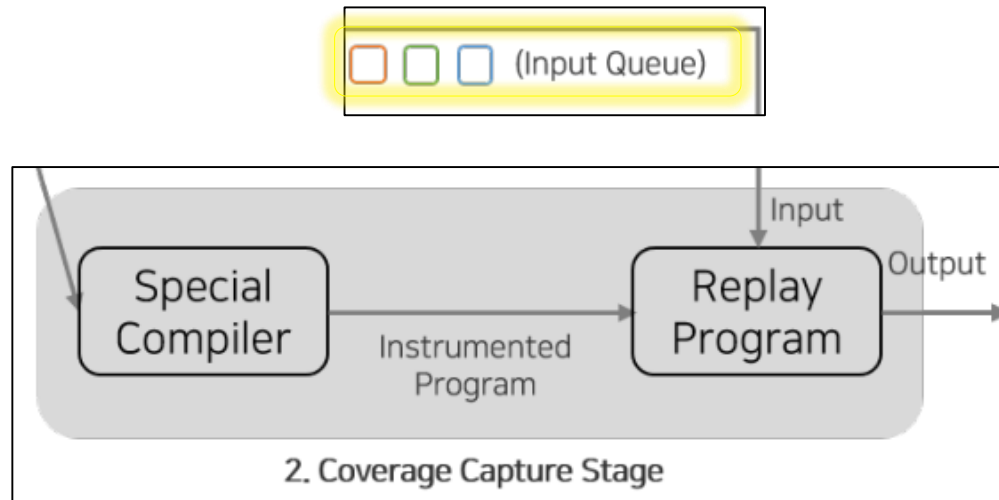 (Input Queue)
Input
Output
Special
Compiler
Replay
Program
Instrumented
Program
2. Coverage Capture Stage